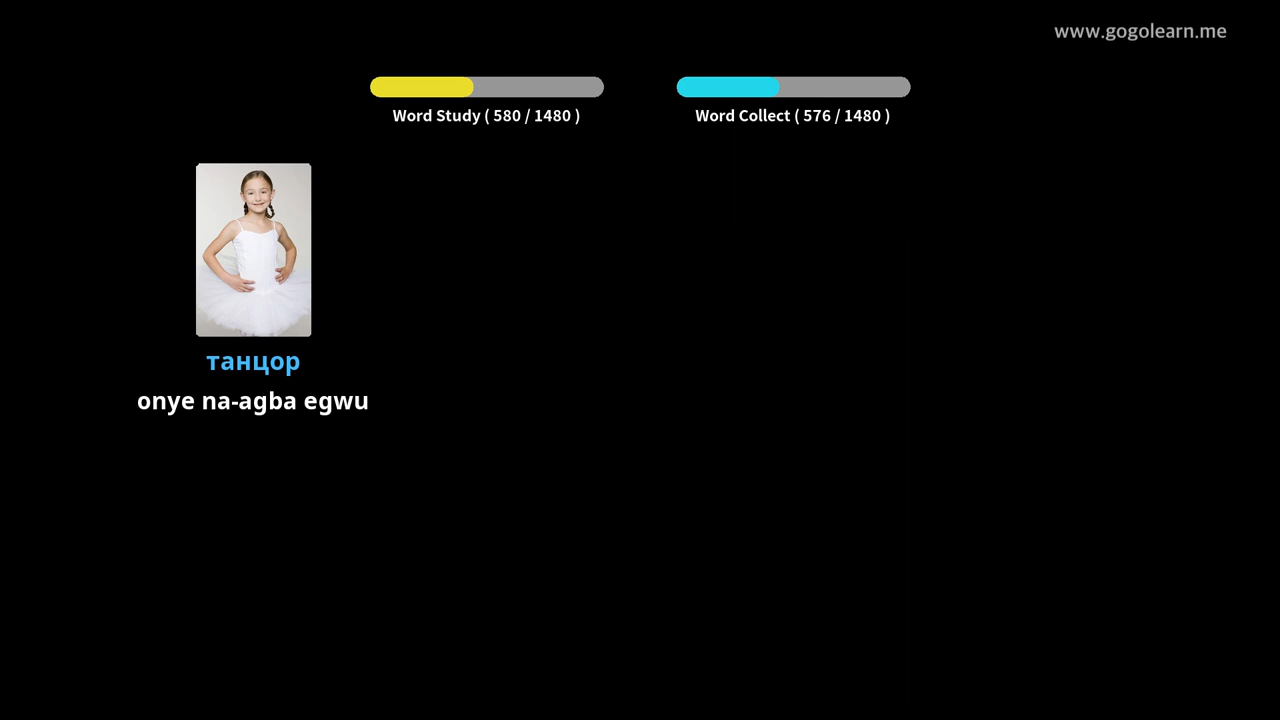 www.gogolearn.me
Word Study ( 580 / 1480 )
Word Collect ( 576 / 1480 )
танцор
onye na-agba egwu